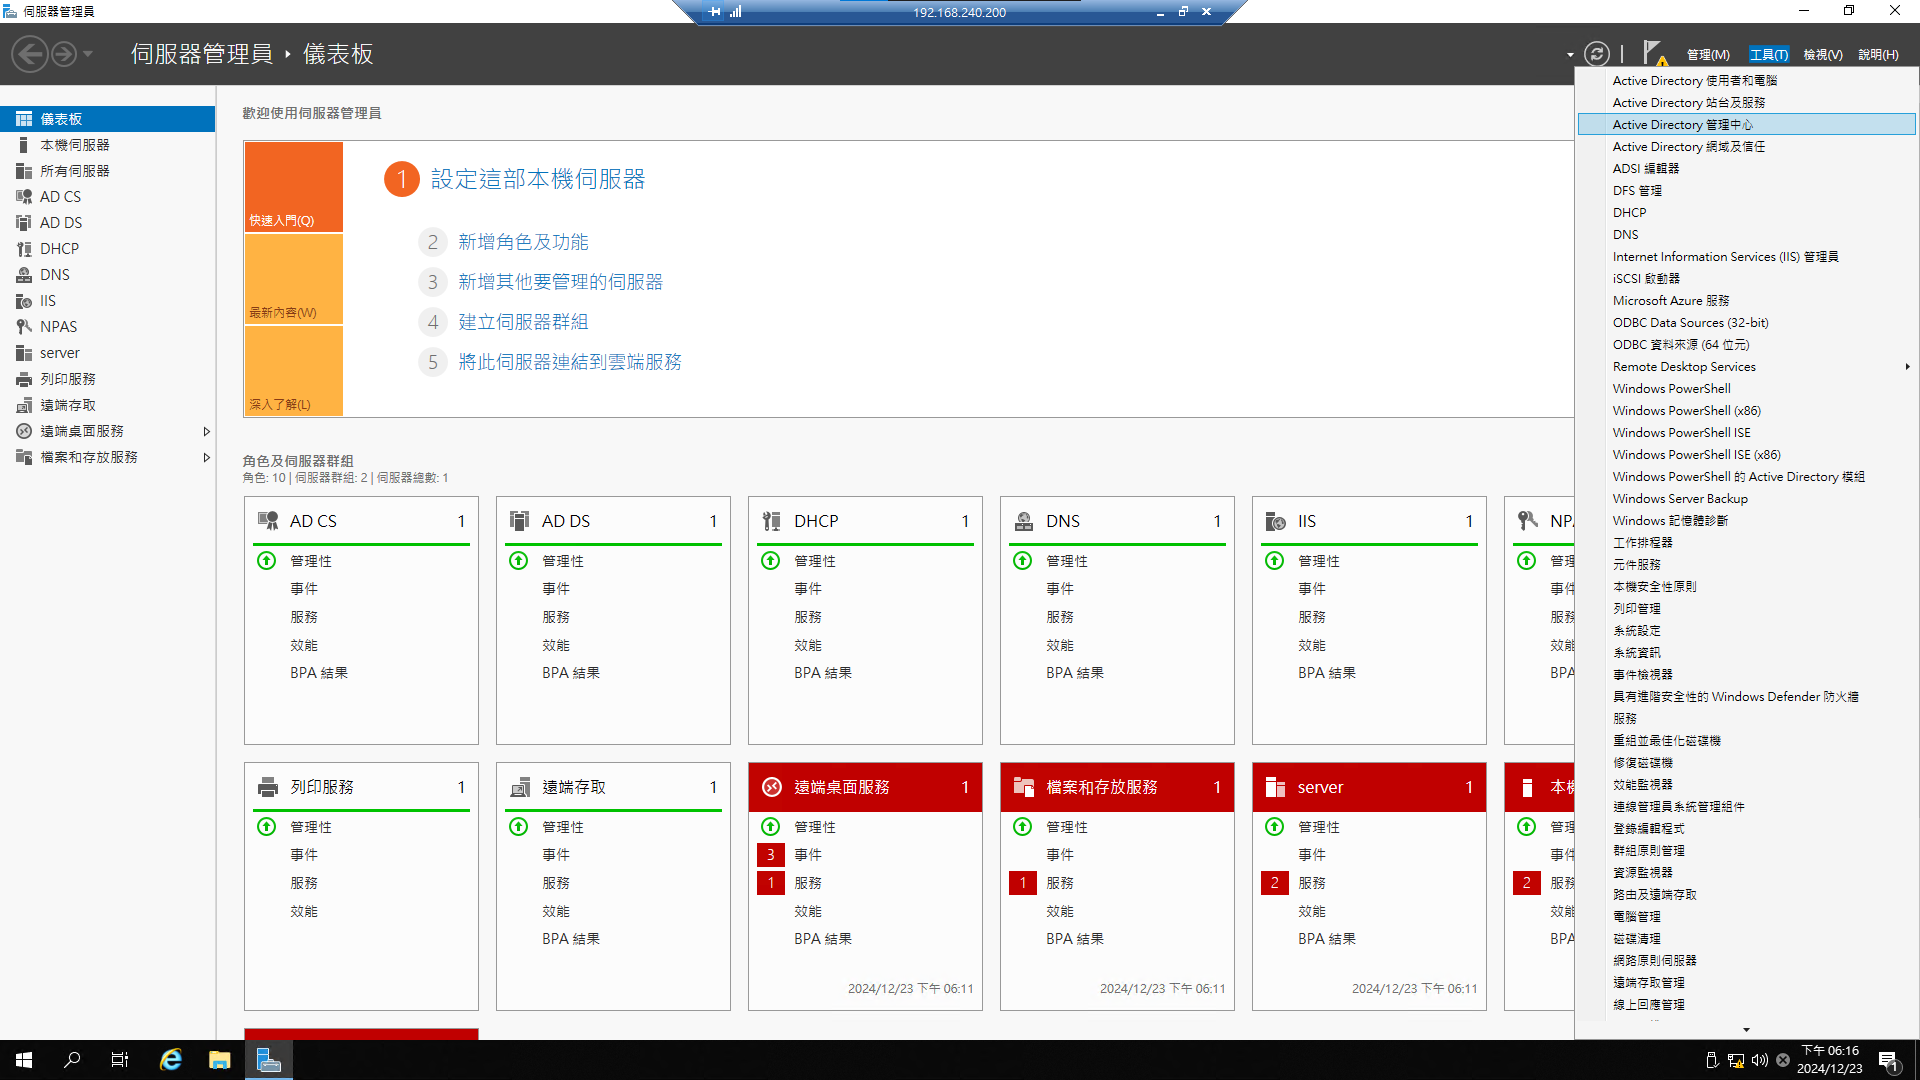 伺服器管理員
192.168.240.200
伺服器管理員 ‣ 儀表板
管理(M)
工具(T)
檢視(V)
說明(H)
儀表板
本機伺服器
所有伺服器
AD CS
AD DS
DHCP
DNS
IIS
NPAS
server
列印服務
遠端存取
遠端桌面服務
檔案和存放服務
歡迎使用伺服器管理員
快速入門(Q)
最新內容(W)
深入了解(L)
1 設定這部本機伺服器
2 新增角色及功能
3 新增其他要管理的伺服器
4 建立伺服器群組
5 將此伺服器連結到雲端服務
角色及伺服器群組
角色: 10 | 伺服器群組: 2 | 伺服器總數: 1
AD CS 1
管理性
事件
服務
效能
BPA 結果
AD DS 1
管理性
事件
服務
效能
BPA 結果
DHCP 1
管理性
事件
服務
效能
BPA 結果
DNS 1
管理性
事件
服務
效能
BPA 結果
IIS 1
管理性
事件
服務
效能
BPA 結果
NPA
管理
事件
服務
效能
BPA
列印服務 1
管理性
事件
服務
效能
遠端存取 1
管理性
事件
服務
效能
BPA 結果
遠端桌面服務 1
管理性
3 事件
1 服務
效能
BPA 結果
2024/12/23 下午 06:11
檔案和存放服務 1
管理性
事件
1 服務
效能
BPA 結果
2024/12/23 下午 06:11
server 1
管理性
事件
2 服務
效能
BPA 結果
2024/12/23 下午 06:11
本機
管理
事件
2 服務
效能
BPA
Active Directory 使用者和電腦
Active Directory 站台及服務
Active Directory 管理中心
Active Directory 網域及信任
ADSI 編輯器
DFS 管理
DHCP
DNS
Internet Information Services (IIS) 管理員
iSCSI 啟動器
Microsoft Azure 服務
ODBC Data Sources (32-bit)
ODBC 資料來源 (64 位元)
Remote Desktop Services
Windows PowerShell
Windows PowerShell (x86)
Windows PowerShell ISE
Windows PowerShell ISE (x86)
Windows PowerShell 的 Active Directory 模組
Windows Server Backup
Windows 記憶體診斷
工作排程器
元件服務
本機安全性原則
列印管理
系統設定
系統資訊
事件檢視器
具有進階安全性的 Windows Defender 防火牆
服務
重組並最佳化磁碟機
修復磁碟機
效能監視器
連線管理員系統管理組件
登錄編輯程式
群組原則管理
資源監視器
路由及遠端存取
電腦管理
磁碟清理
網路原則伺服器
遠端存取管理
線上回應管理
下午 06:16
2024/12/23
1